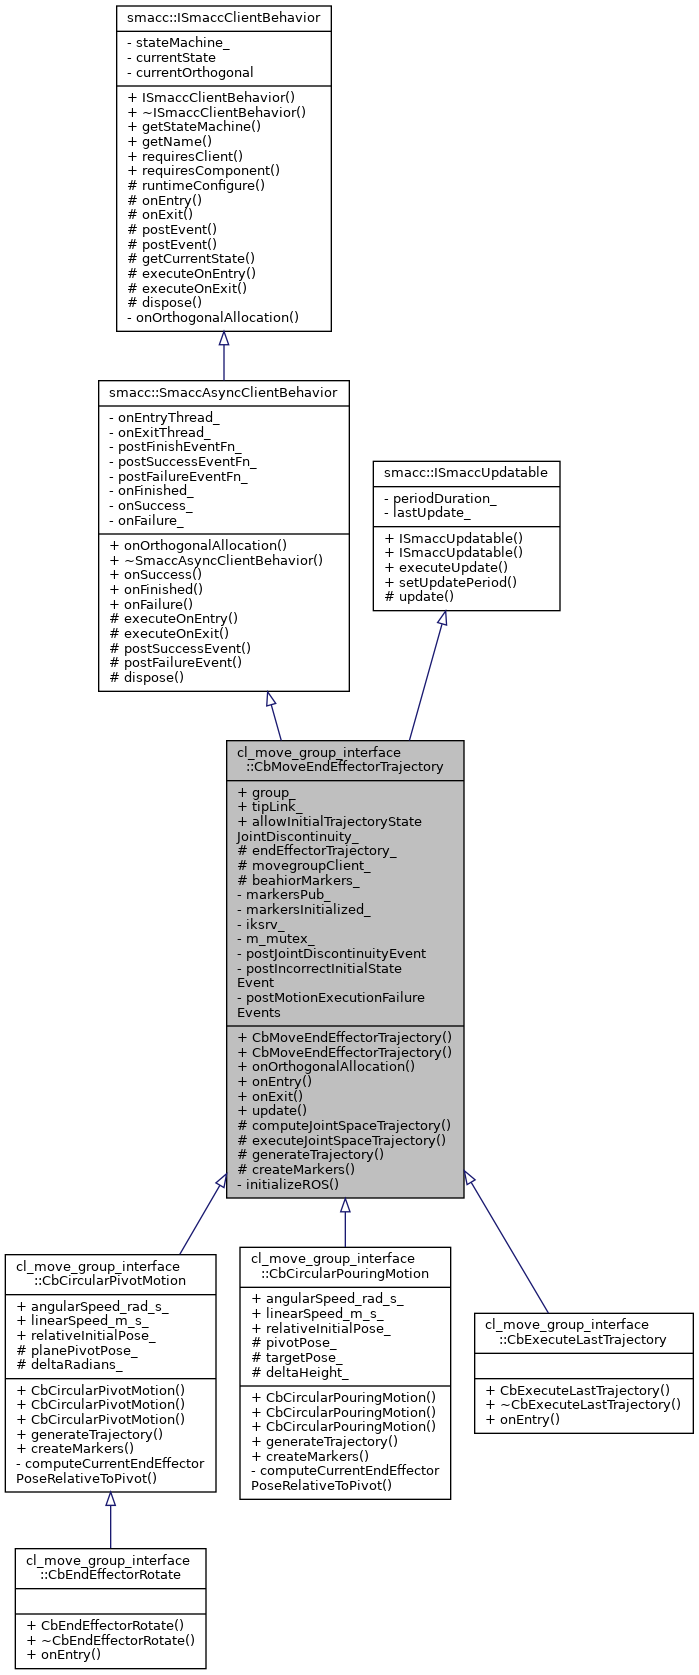 smacc::ISmaccClientBehavior
- stateMachine_
- currentState
- currentOrthogonal
+ ISmaccClientBehavior()
+ ~ISmaccClientBehavior()
+ getStateMachine()
+ getName()
+ requiresClient()
+ requiresComponent()
# runtimeConfigure()
# onEntry()
# onExit()
# postEvent()
# postEvent()
# getCurrentState()
# executeOnEntry()
# executeOnExit()
# dispose()
- onOrthogonalAllocation()
smacc::SmaccAsyncClientBehavior
- onEntryThread_
- onExitThread_
- postFinishEventFn_
- postSuccessEventFn_
- postFailureEventFn_
- onFinished_
- onSuccess_
- onFailure_
+ onOrthogonalAllocation()
+ ~SmaccAsyncClientBehavior()
+ onSuccess()
+ onFinished()
+ onFailure()
# executeOnEntry()
# executeOnExit()
# postSuccessEvent()
# postFailureEvent()
# dispose()
smacc::ISmaccUpdatable
- periodDuration_
- lastUpdate_
+ ISmaccUpdatable()
+ ISmaccUpdatable()
+ executeUpdate()
+ setUpdatePeriod()
# update()
cl_move_group_interface
::CbMoveEndEffectorTrajectory
+ group_
+ tipLink_
+ allowInitialTrajectoryState
JointDiscontinuity_
# endEffectorTrajectory_
# movegroupClient_
# beahiorMarkers_
- markersPub_
- markersInitialized_
- iksrv_
- m_mutex_
- postJointDiscontinuityEvent
- postIncorrectInitialState
Event
- postMotionExecutionFailure
Events
+ CbMoveEndEffectorTrajectory()
+ CbMoveEndEffectorTrajectory()
+ onOrthogonalAllocation()
+ onEntry()
+ onExit()
+ update()
# computeJointSpaceTrajectory()
# executeJointSpaceTrajectory()
# generateTrajectory()
# createMarkers()
- initializeROS()
cl_move_group_interface
::CbCircularPivotMotion
+ angularSpeed_rad_s_
+ linearSpeed_m_s_
+ relativeInitialPose_
# planePivotPose_
# deltaRadians_
+ CbCircularPivotMotion()
+ CbCircularPivotMotion()
+ CbCircularPivotMotion()
+ generateTrajectory()
+ createMarkers()
- computeCurrentEndEffector
PoseRelativeToPivot()
cl_move_group_interface
::CbCircularPouringMotion
+ angularSpeed_rad_s_
+ linearSpeed_m_s_
+ relativeInitialPose_
# pivotPose_
# targetPose_
# deltaHeight_
+ CbCircularPouringMotion()
+ CbCircularPouringMotion()
+ CbCircularPouringMotion()
+ generateTrajectory()
+ createMarkers()
- computeCurrentEndEffector
PoseRelativeToPivot()
cl_move_group_interface
::CbExecuteLastTrajectory
+ CbExecuteLastTrajectory()
+ ~CbExecuteLastTrajectory()
+ onEntry()
cl_move_group_interface
::CbEndEffectorRotate
+ CbEndEffectorRotate()
+ ~CbEndEffectorRotate()
+ onEntry()